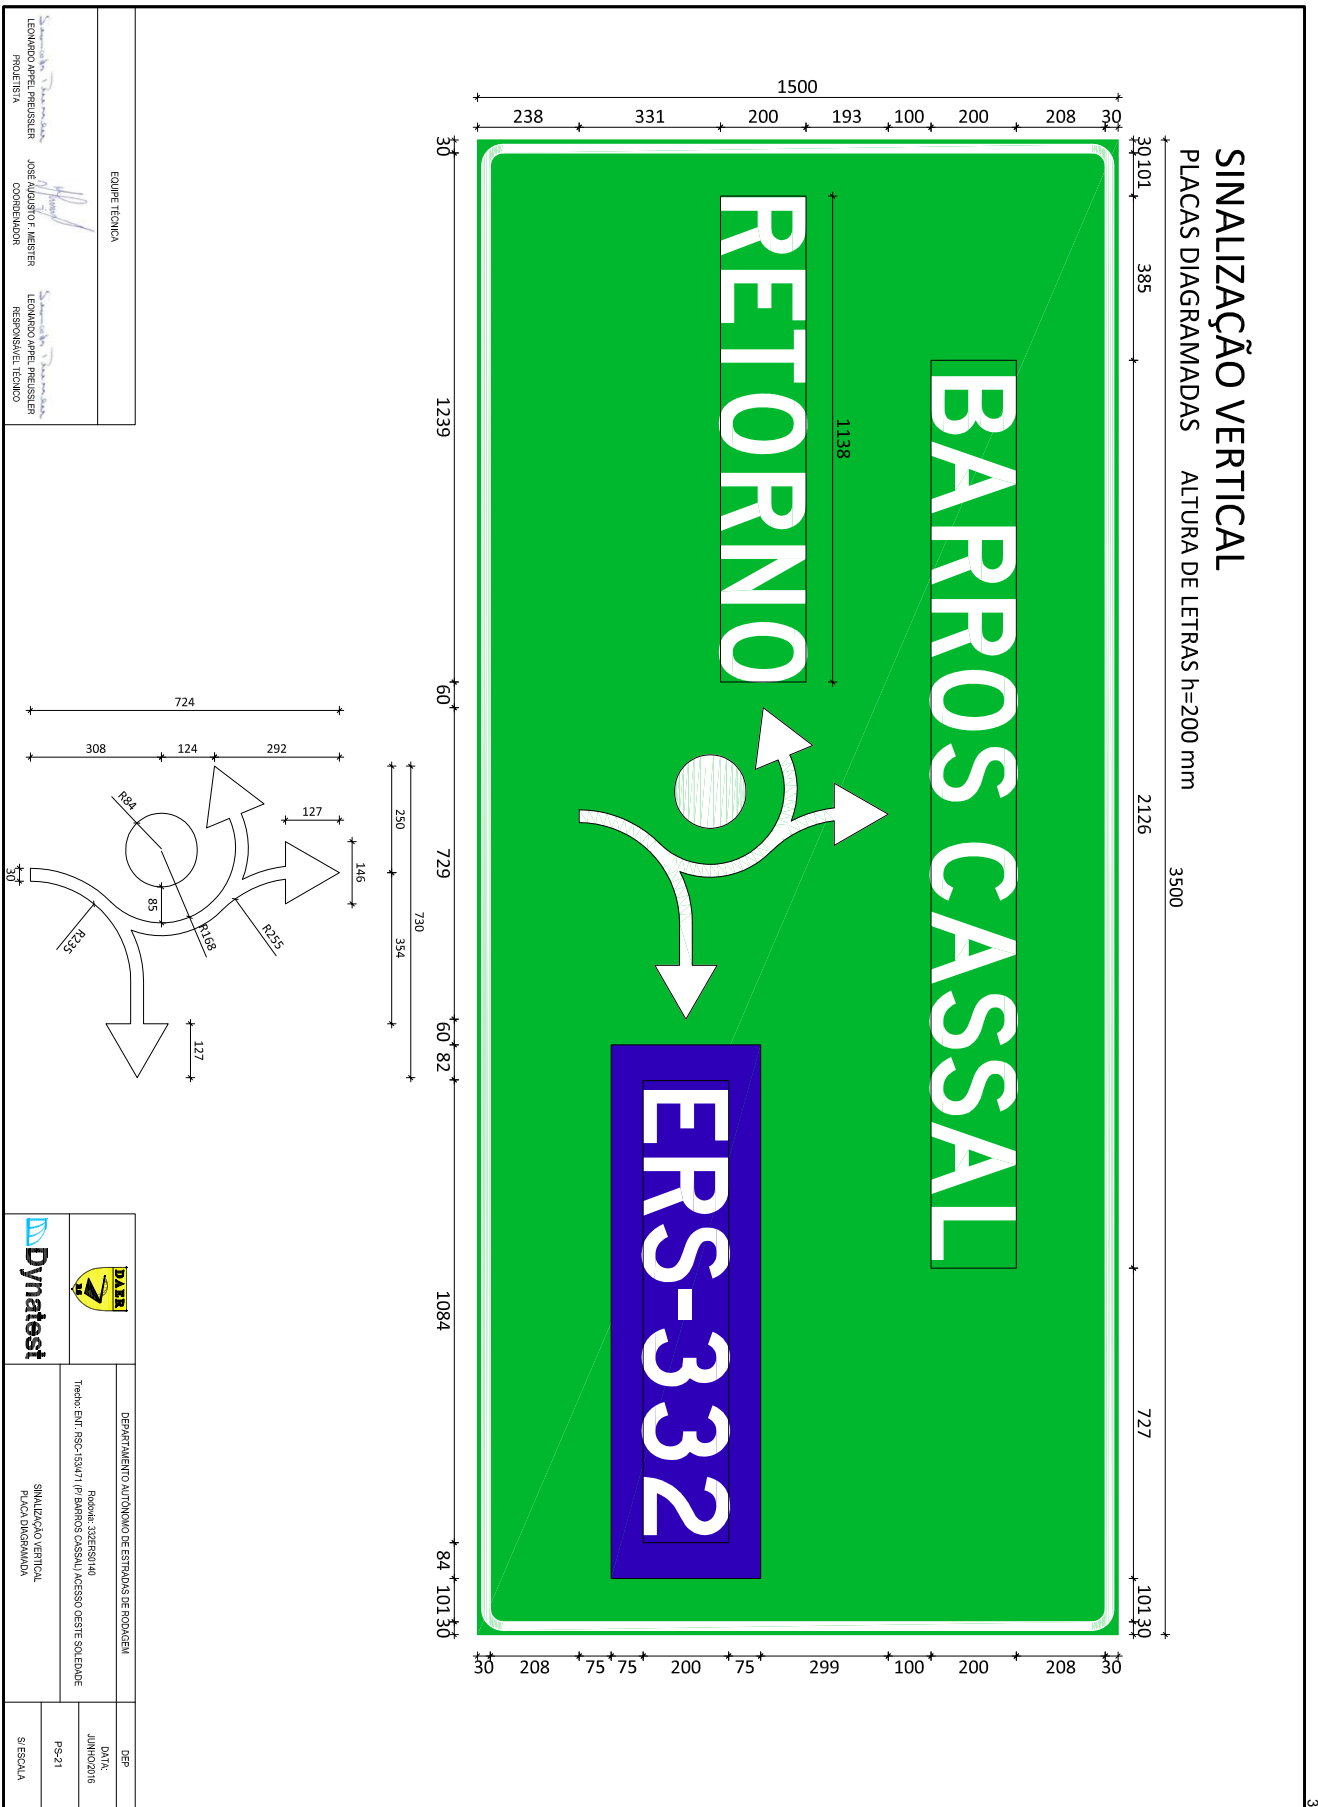 SINALIZAÇÃO VERTICAL
PLACAS DIAGRAMADAS ALTURA DE LETRAS h=200 mm
3500
30 101 385 2126 727 101 30
1500
238 331 200 193 100 200 208 30
BARROS CASSAL
1138
RETORNO
ERS-332
30 208 75 75 200 75 299 100 200 208 30
30 1239 60 729 60 82 1084 84 101 30
730
250 354
146
127
724
308 124 292
127
R84
85
R168
R255
R235
30
EQUIPE TÉCNICA
LEONARDO APPEL PREUSSLER
PROJETISTA
JOSÉ AUGUSTO F. MEISTER
COORDENADOR
LEONARDO APPEL PREUSSLER
RESPONSÁVEL TÉCNICO
DAER
RS
Dynatest
DEPARTAMENTO AUTÔNOMO DE ESTRADAS DE RODAGEM
Rodovia: 332ERS0140
Trecho: ENT. RSC-153/471 (P/ BARROS CASSAL) ACESSO OESTE SOLEDADE
SINALIZAÇÃO VERTICAL
PLACA DIAGRAMADA
DEP
DATA:
JUNHO/2016
PS-21
S/ ESCALA
3